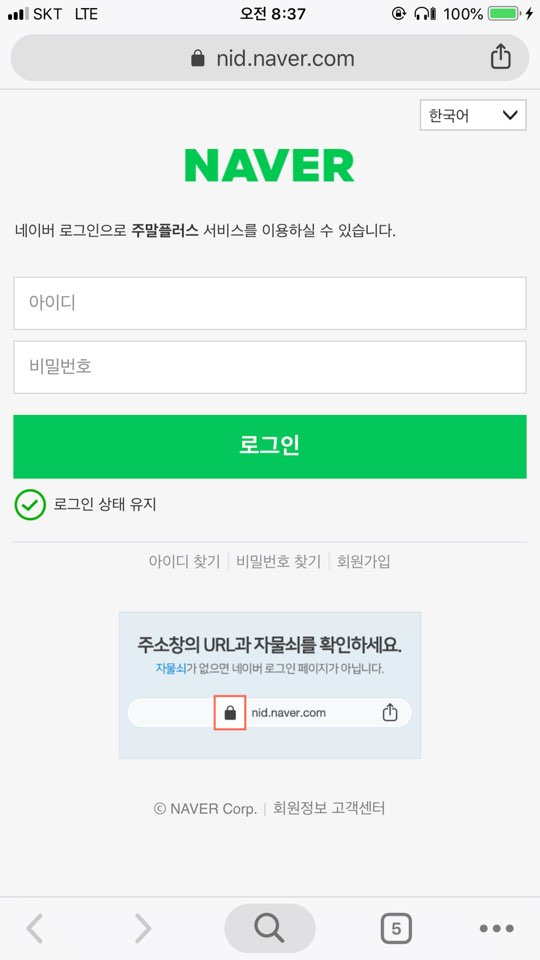 SKT LTE 오전 8:37 100%
nid.naver.com
한국어
NAVER
네이버 로그인으로 주말플러스 서비스를 이용하실 수 있습니다.
아이디
비밀번호
로그인
로그인 상태 유지
아이디 찾기 | 비밀번호 찾기 | 회원가입
주소창의 URL과 자물쇠를 확인하세요.
자물쇠가 없으면 네이버 로그인 페이지가 아닙니다.
nid.naver.com
© NAVER Corp. | 회원정보 고객센터
5